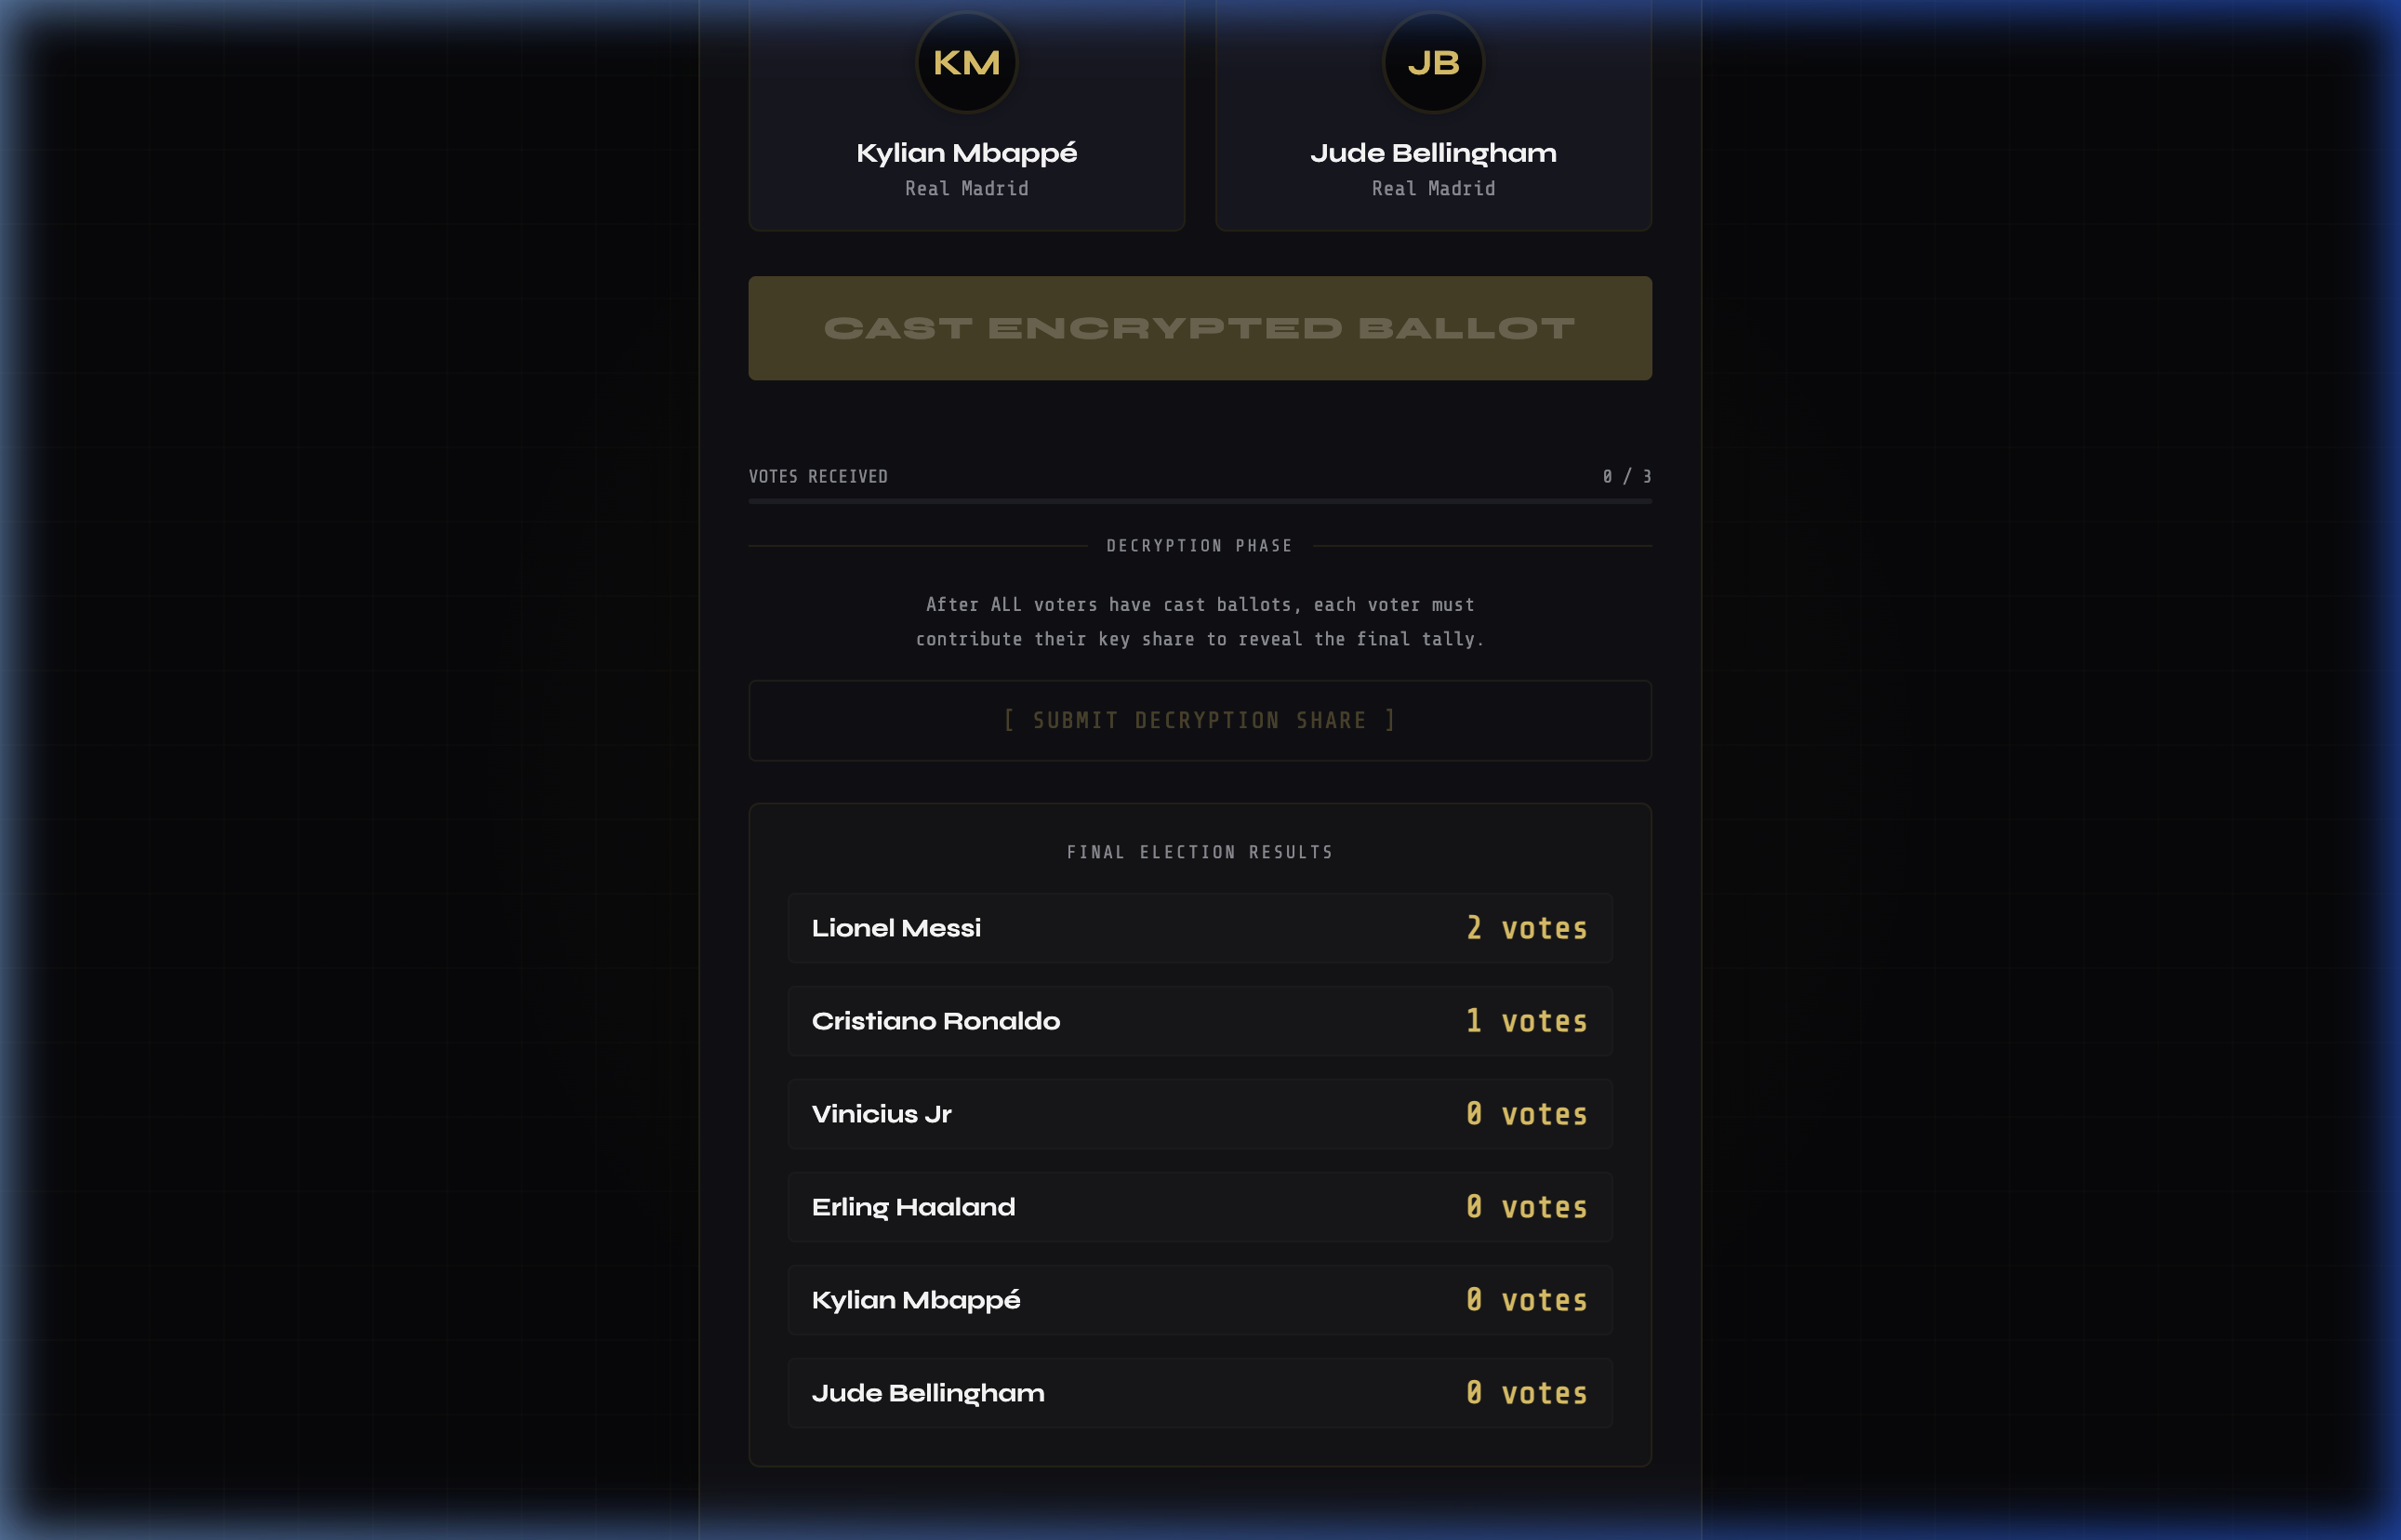 KM
Kylian Mbappé
Real Madrid
JB
Jude Bellingham
Real Madrid
CAST ENCRYPTED BALLOT
VOTES RECEIVED
0 / 3
DECRYPTION PHASE
After ALL voters have cast ballots, each voter must
contribute their key share to reveal the final tally.
[ SUBMIT DECRYPTION SHARE ]
FINAL ELECTION RESULTS
Lionel Messi
2 votes
Cristiano Ronaldo
1 votes
Vinicius Jr
0 votes
Erling Haaland
0 votes
Kylian Mbappé
0 votes
Jude Bellingham
0 votes